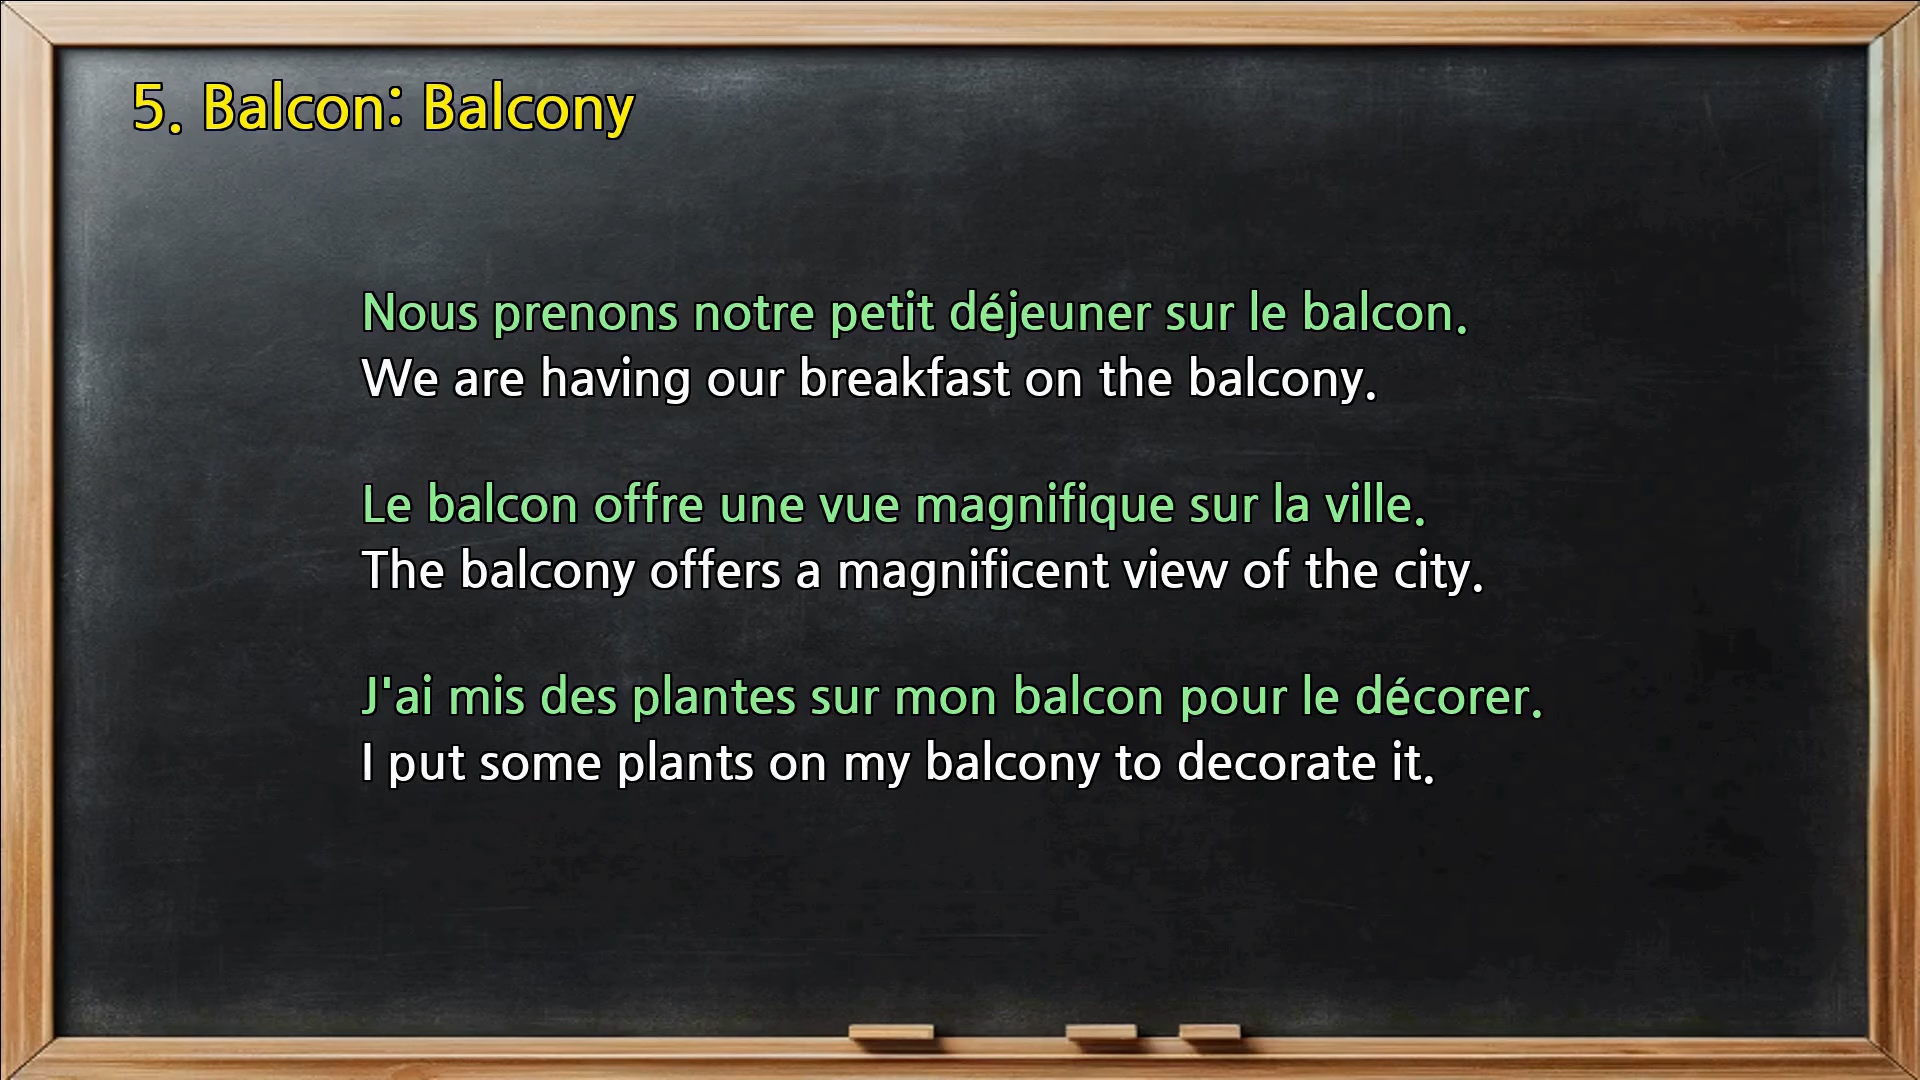 5. Balcon: Balcony
Nous prenons notre petit déjeuner sur le balcon.
We are having our breakfast on the balcony.
Le balcon offre une vue magnifique sur la ville.
The balcony offers a magnificent view of the city.
J'ai mis des plantes sur mon balcon pour le décorer.
I put some plants on my balcony to decorate it.